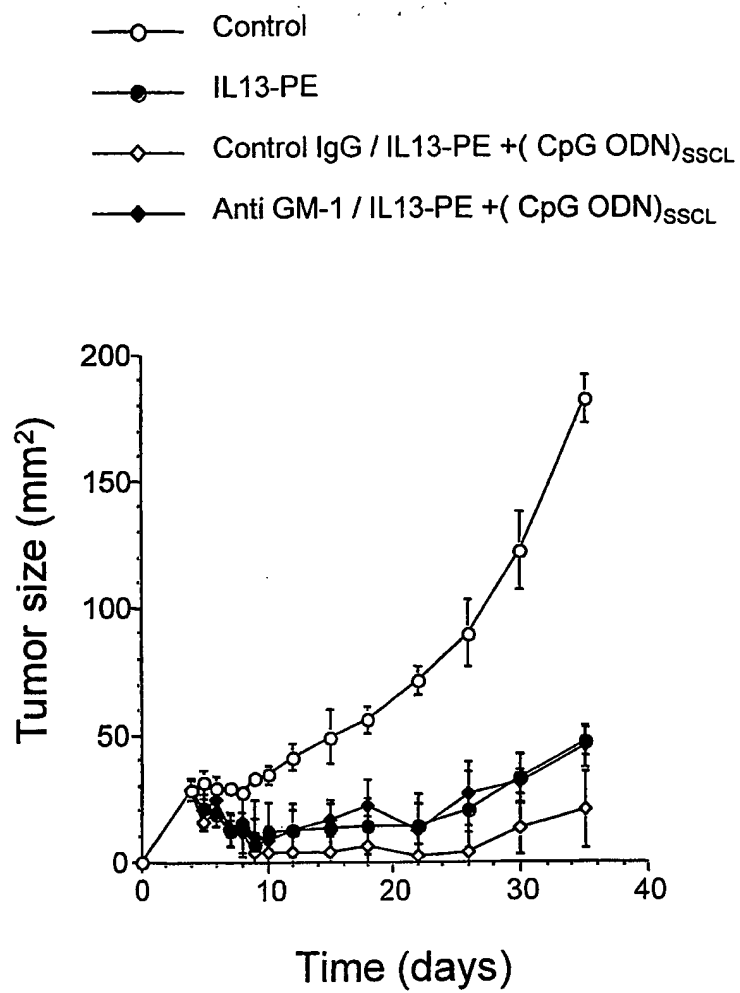 Control
IL13-PE
Control IgG / IL13-PE +( CpG ODN)SSCL
Anti GM-1 / IL13-PE +( CpG ODN)SSCL
200
150
100
50
0
Tumor size (mm²)
0 10 20 30 40
Time (days)